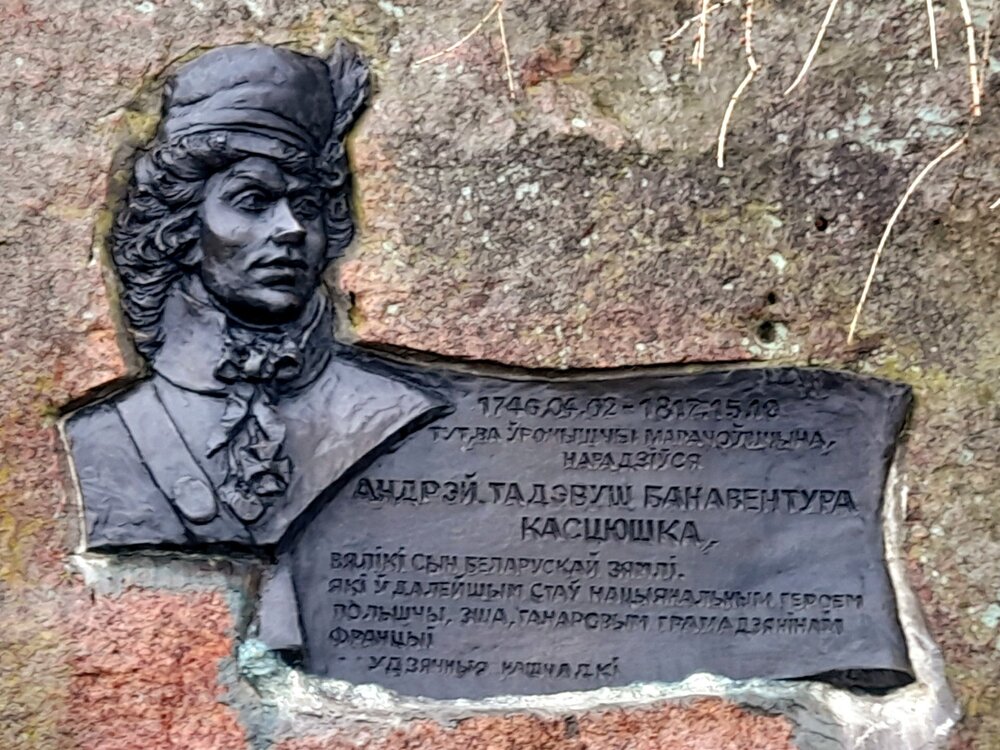 1746.04.02 - 1817.15.10
ТУТ, ВА ЎРОЧЫШЧЫ МАРАЧОЎШЧЫНА,
НАРАДЗІЎСЯ
АНДРЭЙ ТАДЭВУШ БАНАВЕНТУРА
КАСЦЮШКА,
ВЯЛІКІ СЫН БЕЛАРУСКАЙ ЗЯМЛІ.
ЯКІ Ў ДАЛЕЙШЫМ СТАЎ НАЦЫЯНАЛЬНЫМ ГЕРОЕМ
ПОЛЬШЧЫ, ЗША, ГАНАРОВЫМ ГРАМАДЗЯНІНАМ
ФРАНЦЫІ
УДЗЯЧНЫЯ НАШЧАДКІ